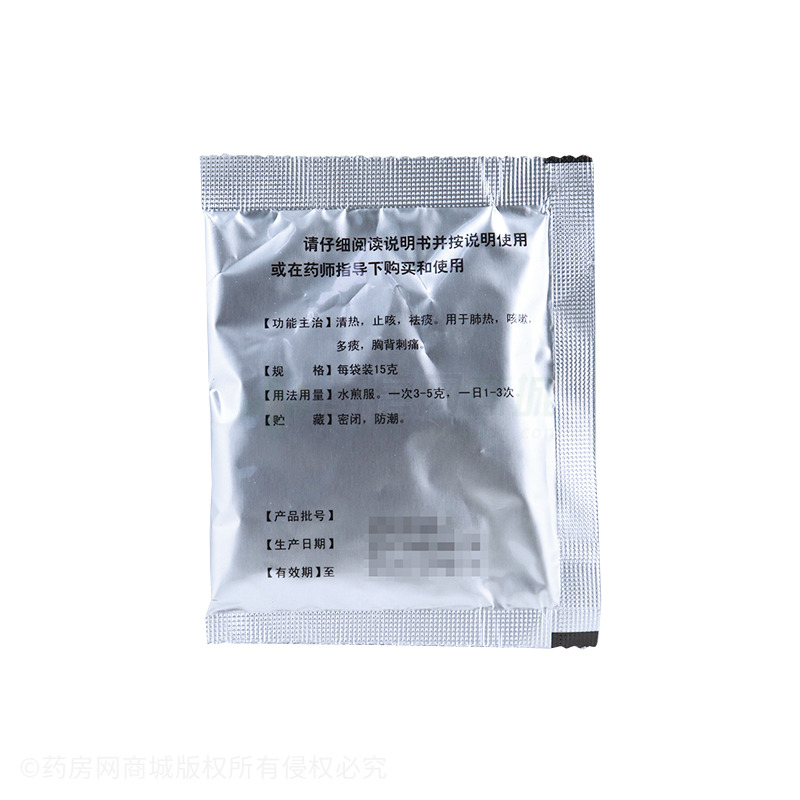 请仔细阅读说明书并按说明使用
或在药师指导下购买和使用
【功能主治】清热，止咳，祛痰。用于肺热，咳嗽，
多痰，胸背刺痛。
【规　　格】每袋装15克
【用法用量】水煎服。一次3-5克，一日1-3次
【贮　　藏】密闭，防潮。
【产品批号】
【生产日期】
【有效期】至
©药房网商城版权所有侵权必究